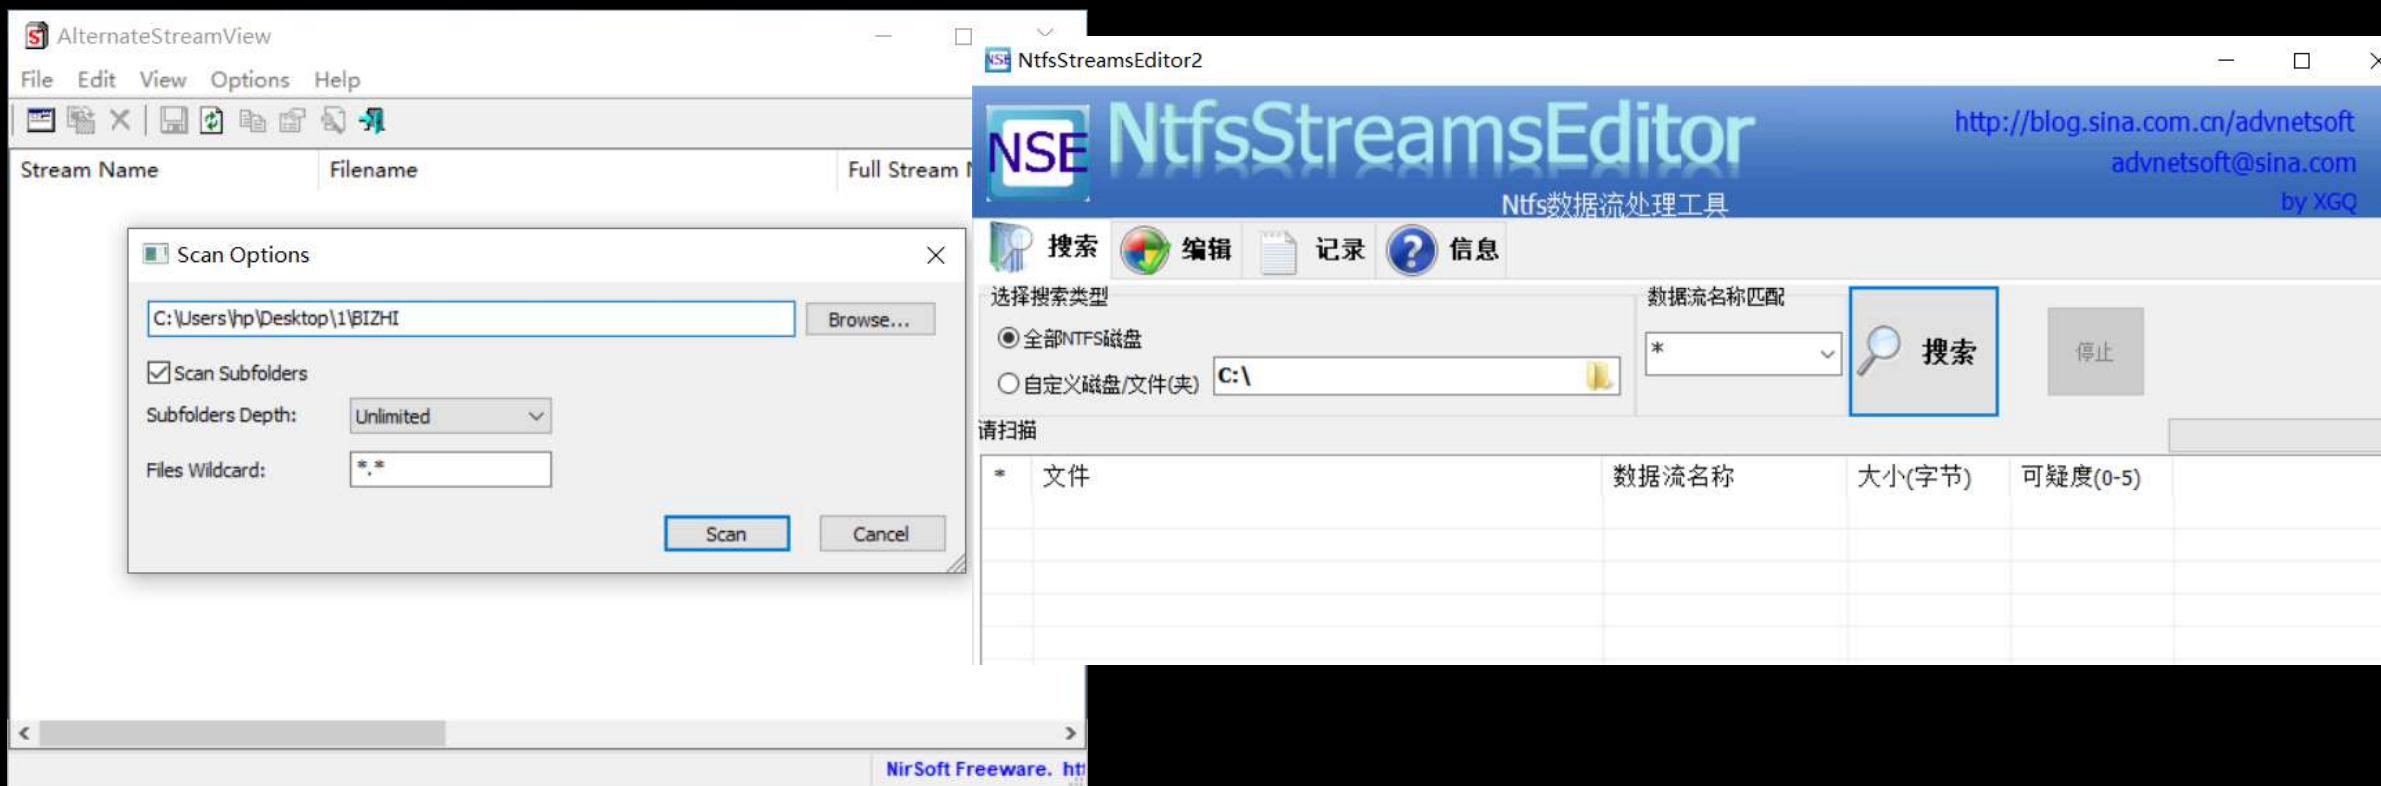 AlternateStreamView
File Edit View Options Help
Stream Name Filename Full Stream
Scan Options
C:\Users\hp\Desktop\1\BIZHI
Browse...
Scan Subfolders
Subfolders Depth: Unlimited
Files Wildcard: *.*
Scan Cancel
NirSoft Freeware.
NSE NtfsStreamsEditor2
NSE NtfsStreamsEditor
http://blog.sina.com.cn/advnetsoft
advnetsoft@sina.com
Ntfs数据流处理工具
by XGQ
搜索 编辑 记录 信息
选择搜索类型 数据流名称匹配
全部NTFS磁盘
自定义磁盘/文件(夹) C:\
* 搜索 停止
请扫描
* 文件 数据流名称 大小(字节) 可疑度(0-5)